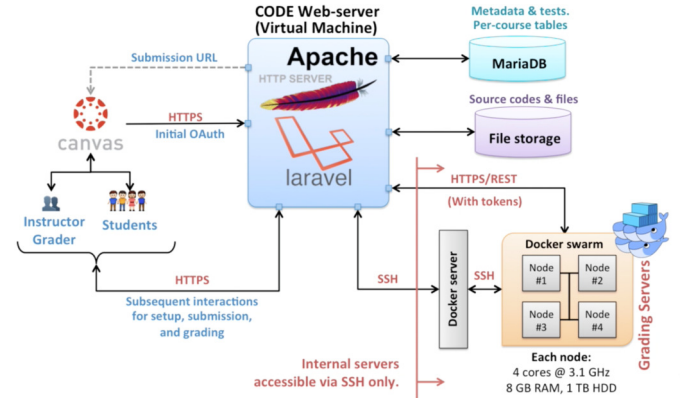 CODE Web-server
(Virtual Machine)
Metadata & tests.
Per-course tables
Submission URL
Apache
HTTP SERVER
MariaDB
canvas
HTTPS
Initial OAuth
Source codes & files
File storage
laravel
HTTPS/REST
(With tokens)
Instructor
Grader
Students
HTTPS
Subsequent interactions
for setup, submission,
and grading
SSH
Docker server
SSH
Docker swarm
Node
#1
Node
#2
Node
#3
Node
#4
Grading Servers
Internal servers
accessible via SSH only.
Each node:
4 cores @ 3.1 GHz
8 GB RAM, 1 TB HDD